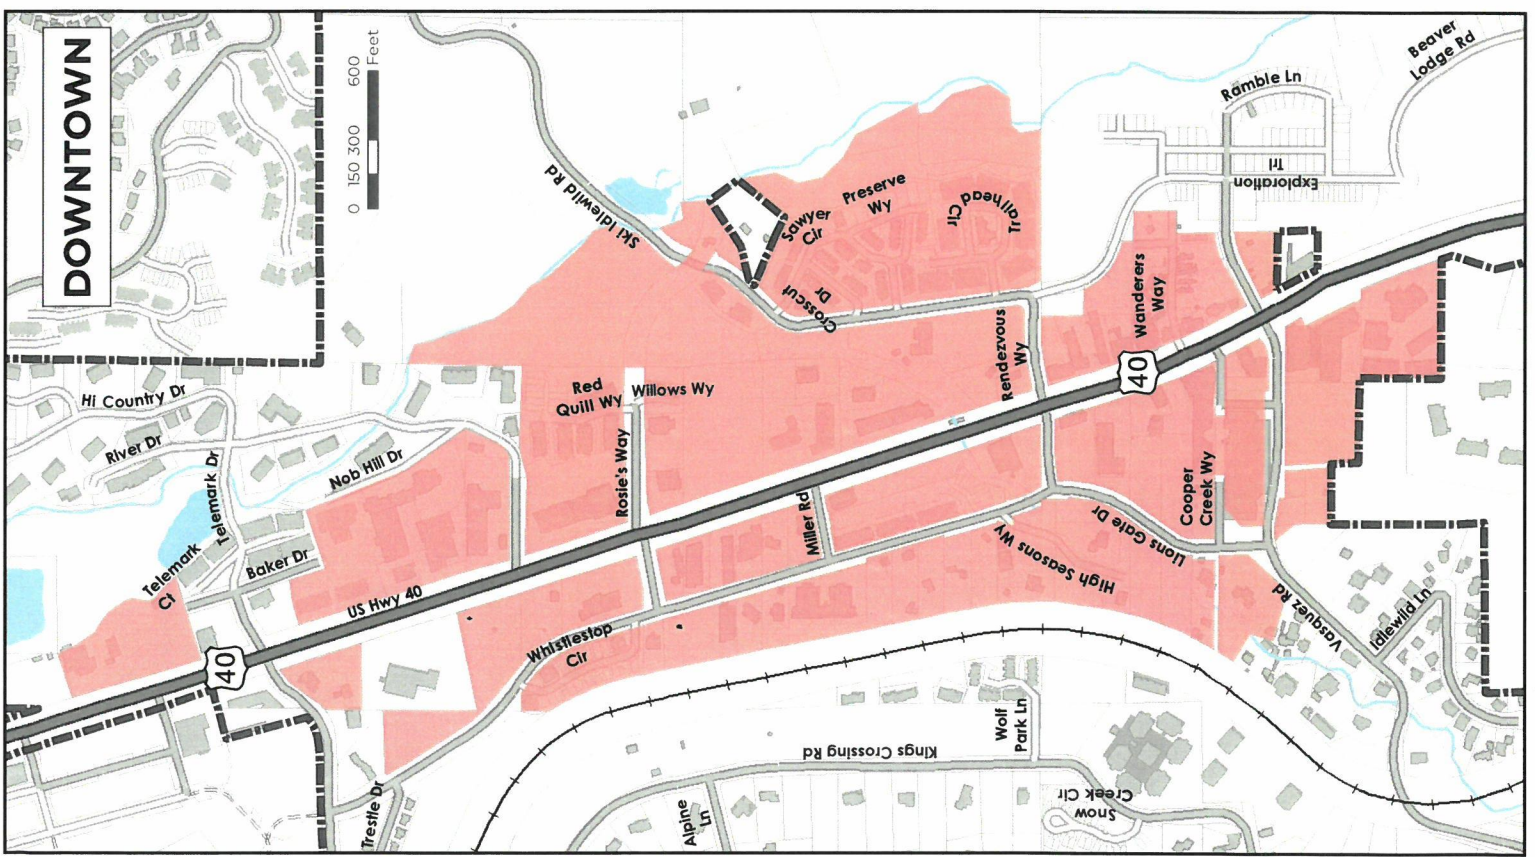 DOWNTOWN
0 150 300 600
Feet
Beaver
Lodge Rd
Ramble Ln
Exploration
Trl
Ski Idlewild Rd
Preserve
Wy
Sawyer
Cir
Trailhead Cir
Crosscut
Dr
Wanderers
Way
Rendezvous
Wy
40
Hi Country Dr
River Dr
Nob Hill Dr
Telemark Dr
Red
Quill Wy
Willows Wy
Rosie's Way
Miller Rd
Cooper
Creek Wy
Lions Gate Dr
High Seasons Wy
Telemark
Ct
Baker Dr
US Hwy 40
40
Whistlestop
Cir
Vasquez Rd
Idlewild Ln
Wolf
Park Ln
Kings Crossing Rd
Trestle Dr
Alpine
Ln
Snow
Creek Cir